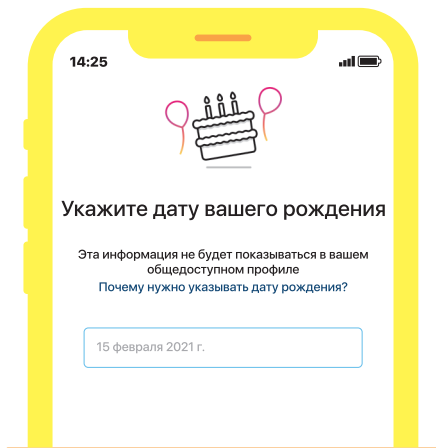 14:25
Укажите дату вашего рождения
Эта информация не будет показываться в вашем
общедоступном профиле
Почему нужно указывать дату рождения?
15 февраля 2021 г.